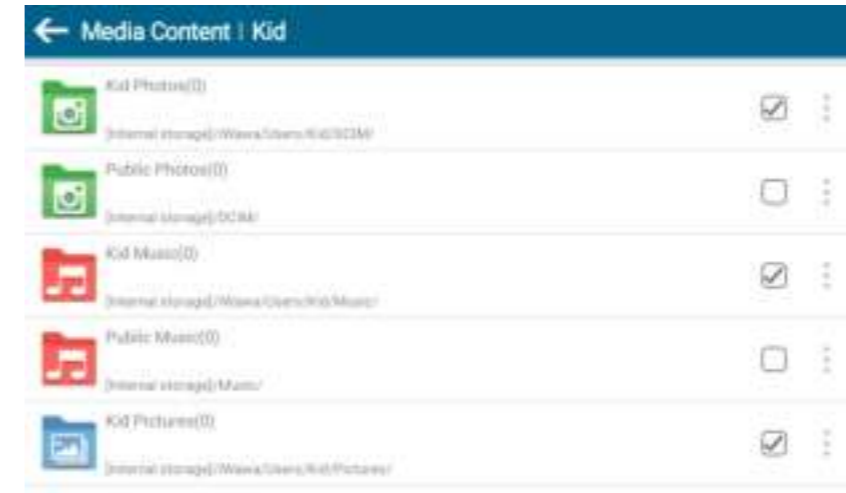 Media Content | Kid
Kid Photos(0)
[Internal storage]/Wawa/Users/Kid/DCIM/
Public Photos(0)
[Internal storage]/DCIM/
Kid Music(0)
[Internal storage]/Wawa/Users/Kid/Music/
Public Music(0)
[Internal storage]/Music/
Kid Pictures(0)
[Internal storage]/Wawa/Users/Kid/Pictures/